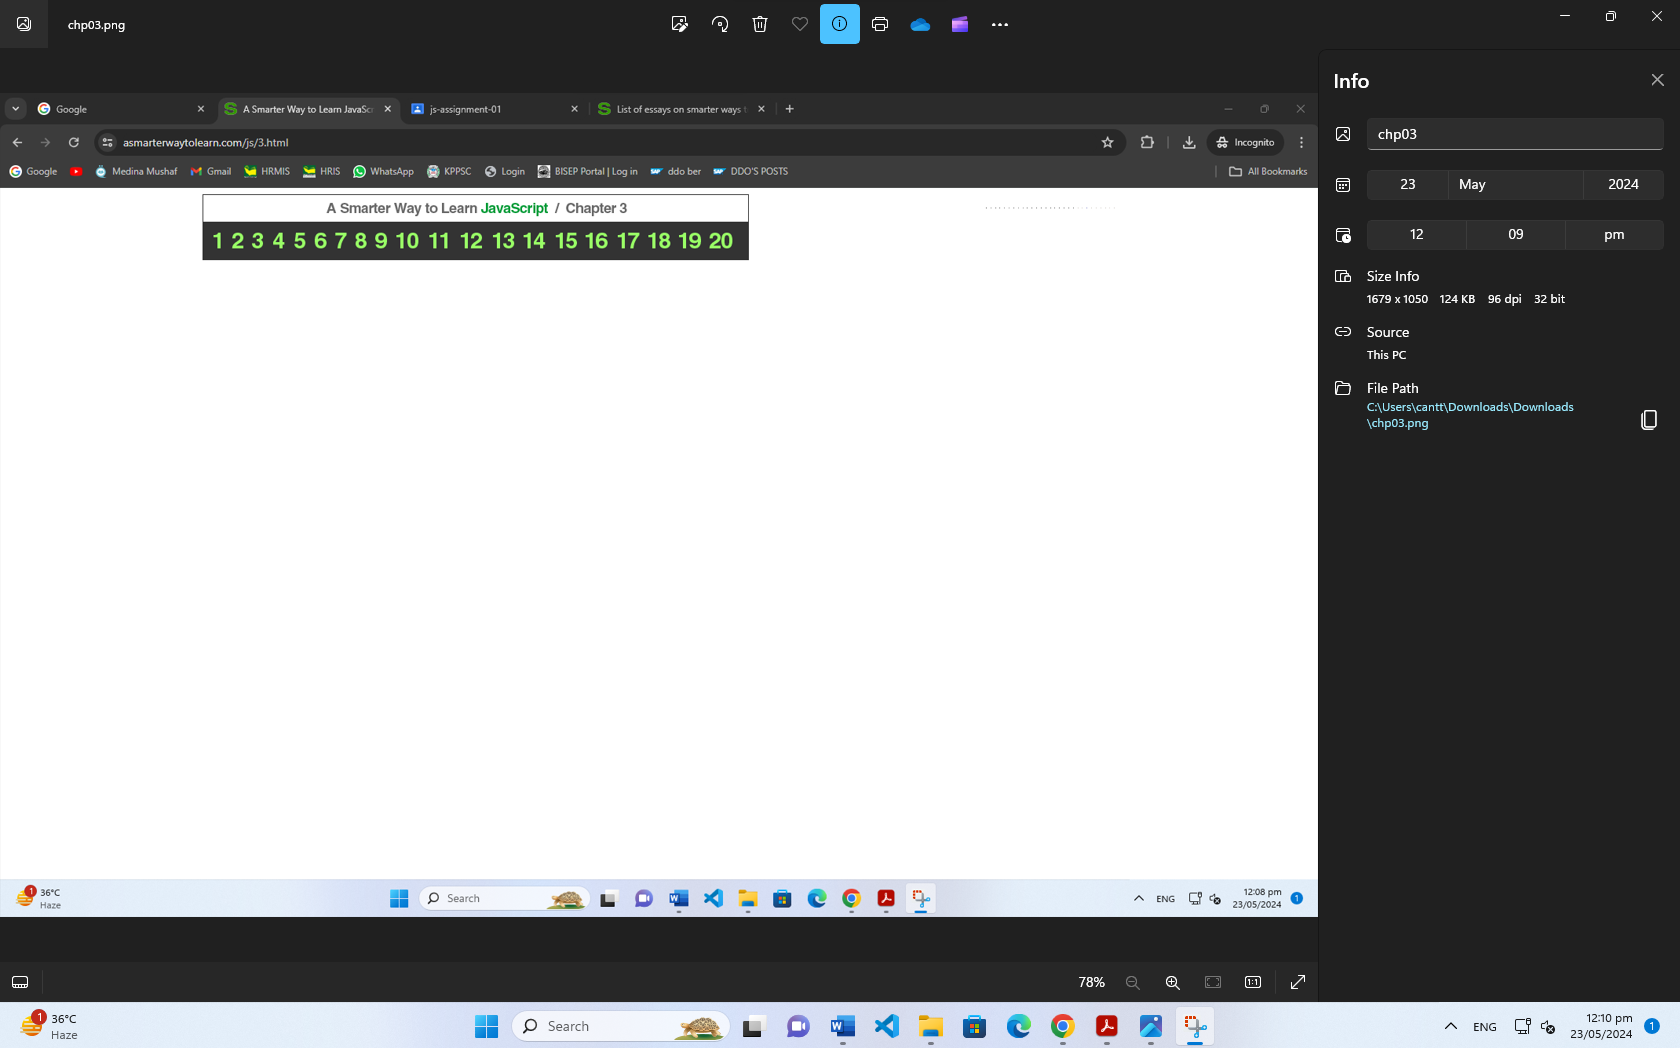 chp03.png
Google
A Smarter Way to Learn JavaSc
js-assignment-01
List of essays on smarter ways
asmarterwaytolearn.com/js/3.html
Incognito
Google
Medina Mushaf
Gmail
HRMIS
HRIS
WhatsApp
KPPSC
Login
BISEP Portal | Log in
ddo ber
DDO'S POSTS
All Bookmarks
A Smarter Way to Learn JavaScript / Chapter 3
1 2 3 4 5 6 7 8 9 10 11 12 13 14 15 16 17 18 19 20
1
36°C
Haze
Search
ENG
12:08 pm
23/05/2024
1
Info
chp03
23 May 2024
12 09 pm
Size Info
1679 x 1050 124 KB 96 dpi 32 bit
Source
This PC
File Path
C:\Users\cantt\Downloads\Downloads
\chp03.png
78%
1:1
1
36°C
Haze
Search
ENG
12:10 pm
23/05/2024
1